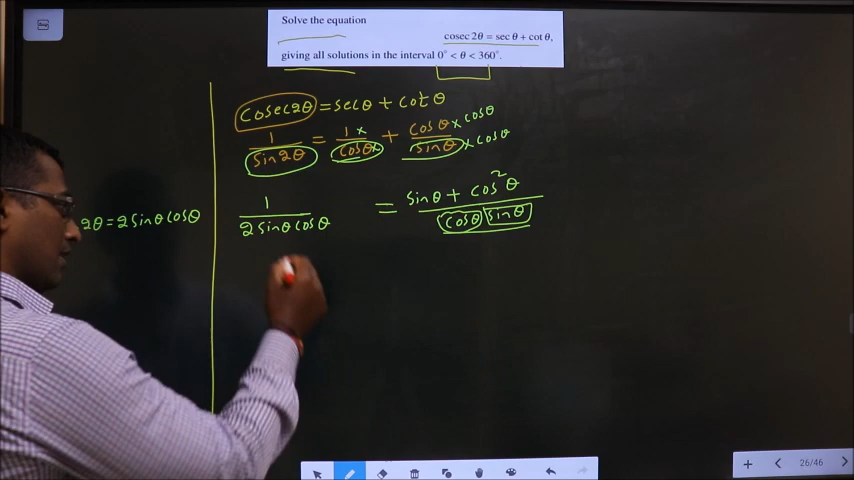 Solve the equation
cosec 2θ = sec θ + cot θ,
giving all solutions in the interval 0° < θ < 360°.
cosec2θ = secθ + cotθ
1/sin2θ = 1×/cosθ× + cosθ × cosθ/sinθ × cosθ
2θ = 2sinθcosθ
1/2sinθcosθ = sinθ + cos²θ/cosθ sinθ
26/46